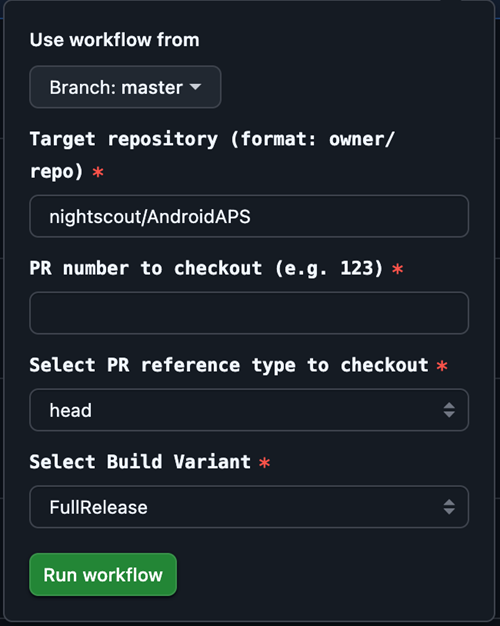 Use workflow from
Branch: master
Target repository (format: owner/
repo) *
nightscout/AndroidAPS
PR number to checkout (e.g. 123) *
Select PR reference type to checkout *
head
Select Build Variant *
FullRelease
Run workflow